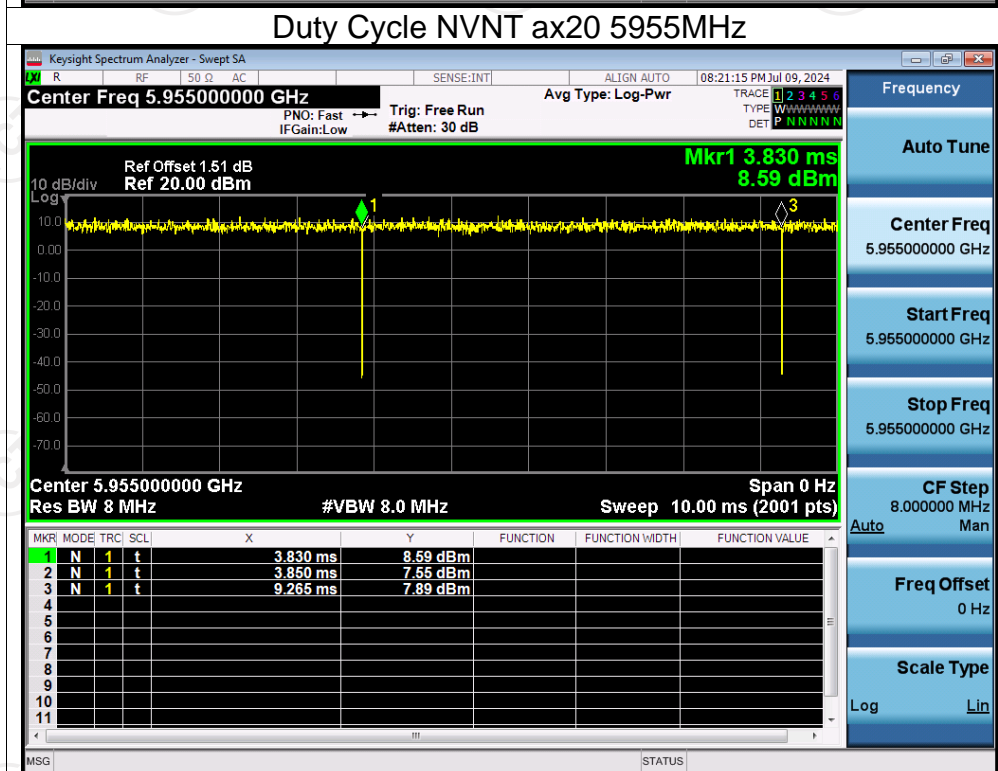 Duty Cycle NVNT ax20 5955MHz
Keysight Spectrum Analyzer - Swept SA
LXI R RF 50 Ω AC SENSE:INT ALIGN AUTO 08:21:15 PM Jul 09, 2024
Center Freq 5.955000000 GHz
PNO: Fast
IFGain:Low
Trig: Free Run
#Atten: 30 dB
Avg Type: Log-Pwr
TRACE 1 2 3 4 5 6
TYPE WWWWWW
DET P N N N N N
Ref Offset 1.51 dB
Ref 20.00 dBm
10 dB/div
Log
Mkr1 3.830 ms
8.59 dBm
1
3
10.0
0.00
-10.0
-20.0
-30.0
-40.0
-50.0
-60.0
-70.0
Center 5.955000000 GHz Span 0 Hz
Res BW 8 MHz #VBW 8.0 MHz Sweep 10.00 ms (2001 pts)
MKR MODE TRC SCL X Y FUNCTION FUNCTION WIDTH FUNCTION VALUE
1 N 1 t 3.830 ms 8.59 dBm
2 N 1 t 3.850 ms 7.55 dBm
3 N 1 t 9.265 ms 7.89 dBm
4
5
6
7
8
9
10
11
MSG STATUS
Frequency
Auto Tune
Center Freq
5.955000000 GHz
Start Freq
5.955000000 GHz
Stop Freq
5.955000000 GHz
CF Step
8.000000 MHz
Auto Man
Freq Offset
0 Hz
Scale Type
Log Lin